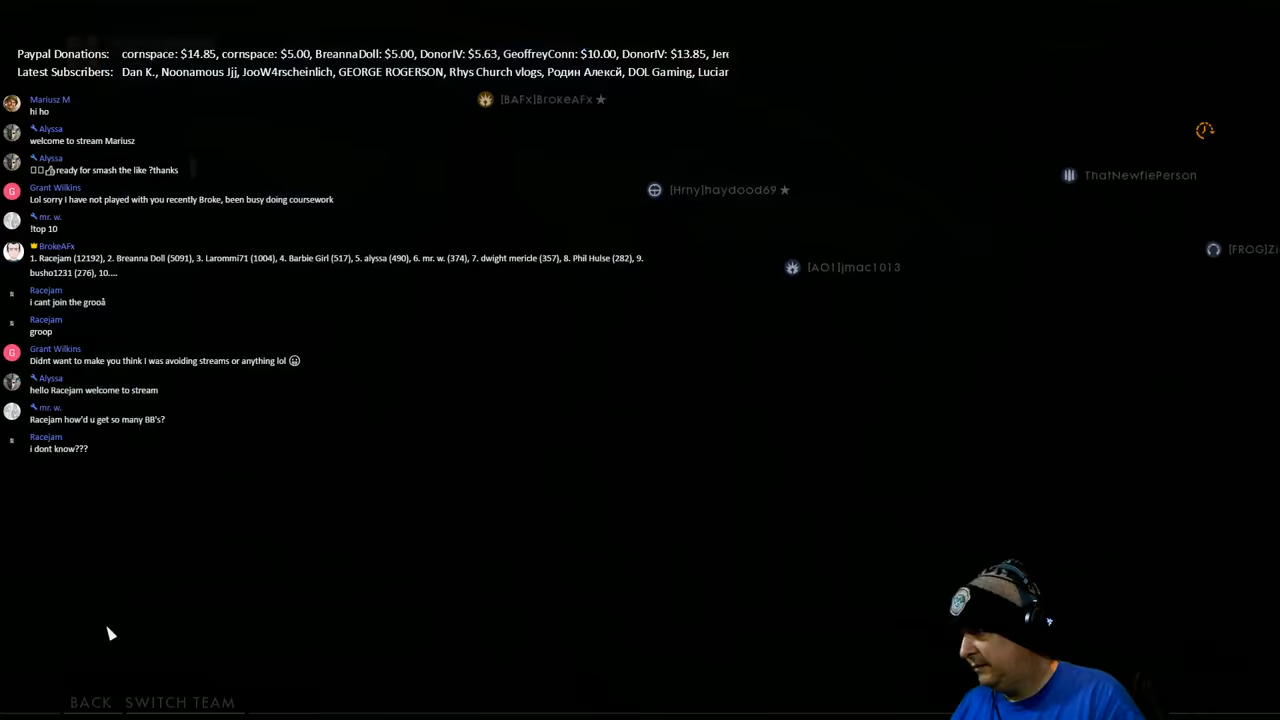 Paypal Donations: cornspace: $14.85, cornspace: $5.00, BreannaDoll: $5.00, DonorIV: $5.63, GeoffreyConn: $10.00, DonorIV: $13.85, Jere
Latest Subscribers: Dan K., Noonamous Jjj, JooW4rscheinlich, GEORGE ROGERSON, Rhys Church vlogs, Родин Алексй, DOL Gaming, Lucian
Mariusz M
hi ho
Alyssa
welcome to stream Mariusz
Alyssa
ready for smash the like ?thanks
Grant Wilkins
Lol sorry I have not played with you recently Broke, been busy doing coursework
mr. w.
!top 10
BrokeAFx
1. Racejam (12192), 2. Breanna Doll (5091), 3. Larommi71 (1004), 4. Barbie Girl (517), 5. alyssa (490), 6. mr. w. (374), 7. dwight mericle (357), 8. Phil Hulse (282), 9.
busho1231 (276), 10....
Racejam
i cant join the grooå
Racejam
groop
Grant Wilkins
Didnt want to make you think I was avoiding streams or anything lol
Alyssa
hello Racejam welcome to stream
mr. w.
Racejam how'd u get so many BB's?
Racejam
i dont know???
[BAFx]BrokeAFx
[Hrny]haydood69
[AO1]jmac1013
ThatNewfiePerson
[FROG]Zi
BACK SWITCH TEAM